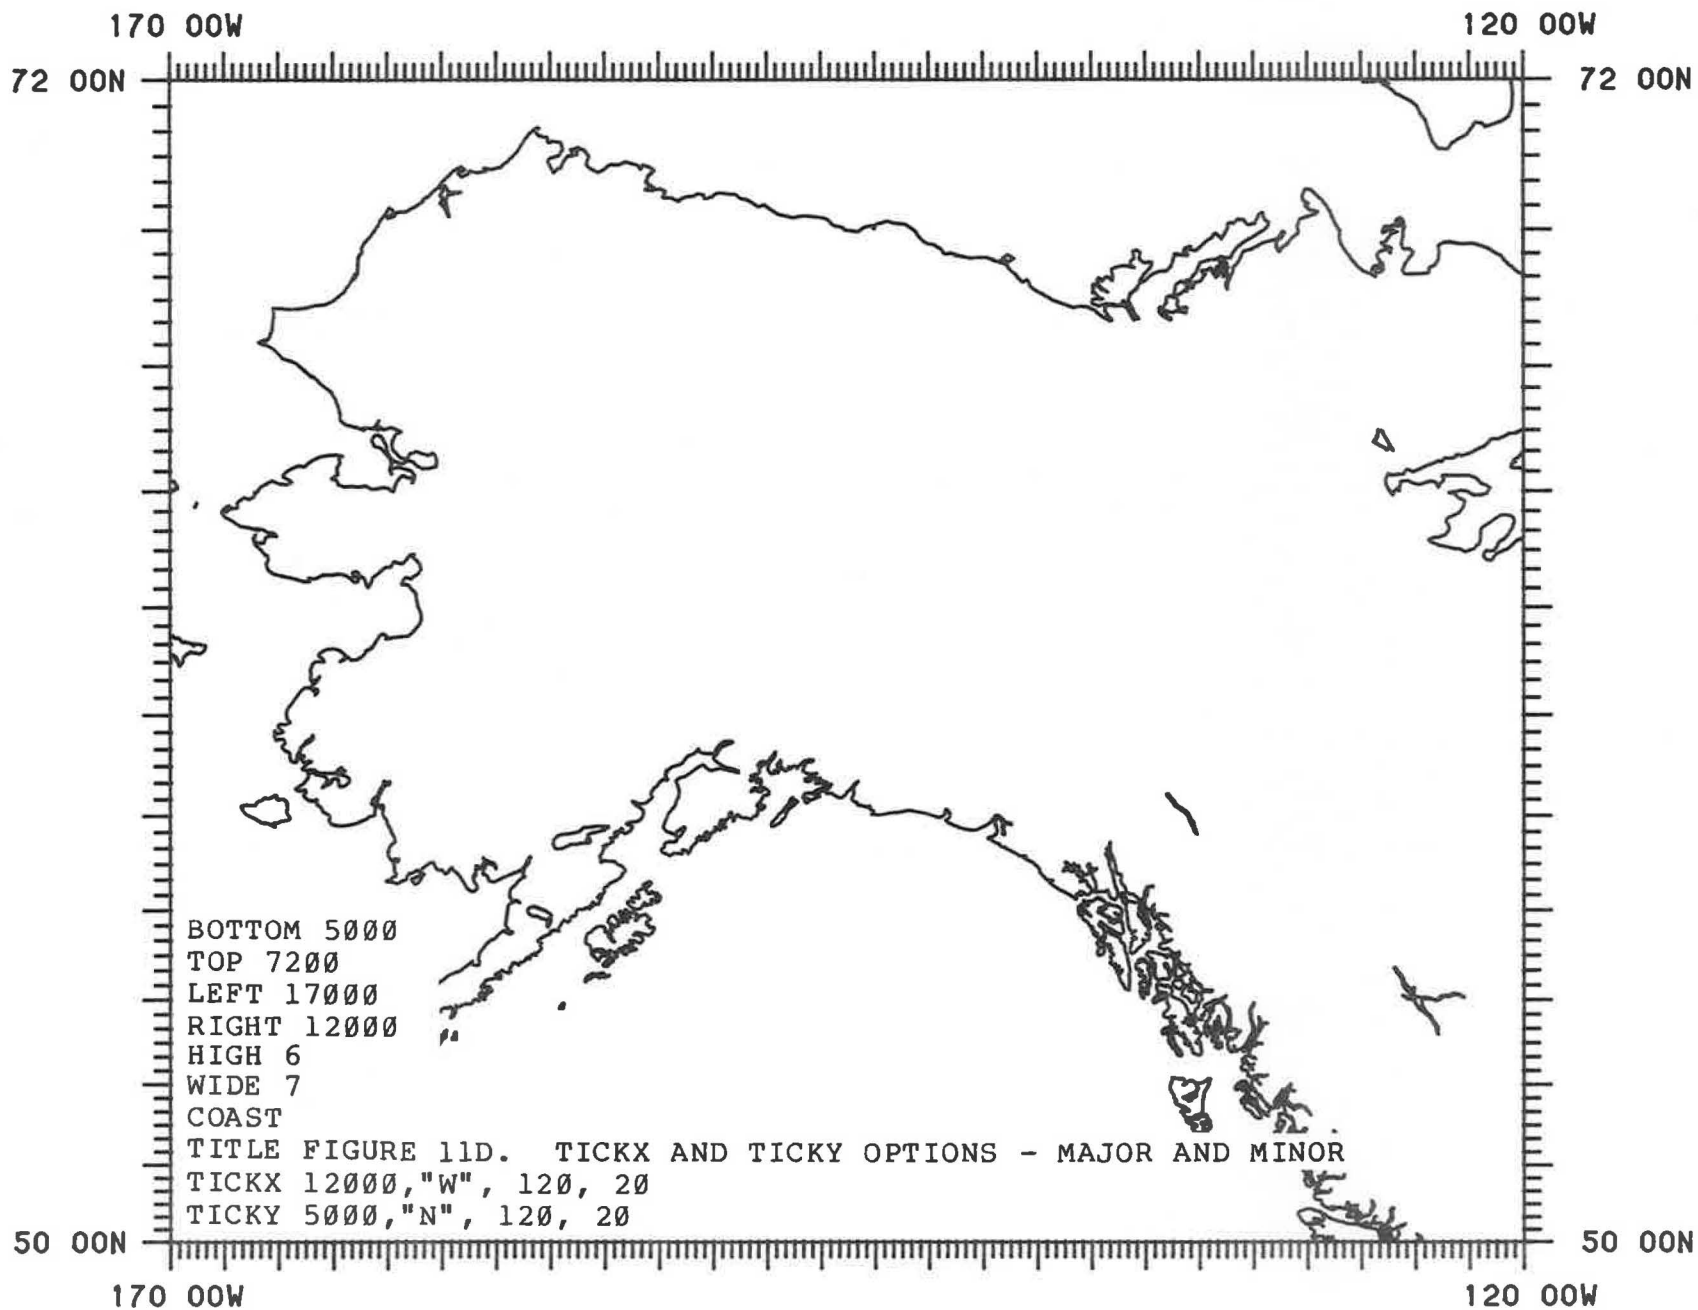 170 00W 120 00W
72 00N 72 00N
BOTTOM 5000
TOP 7200
LEFT 17000
RIGHT 12000
HIGH 6
WIDE 7
COAST
TITLE FIGURE 11D. TICKX AND TICKY OPTIONS - MAJOR AND MINOR
TICKX 12000,"W", 120, 20
TICKY 5000,"N", 120, 20
50 00N 50 00N
170 00W 120 00W